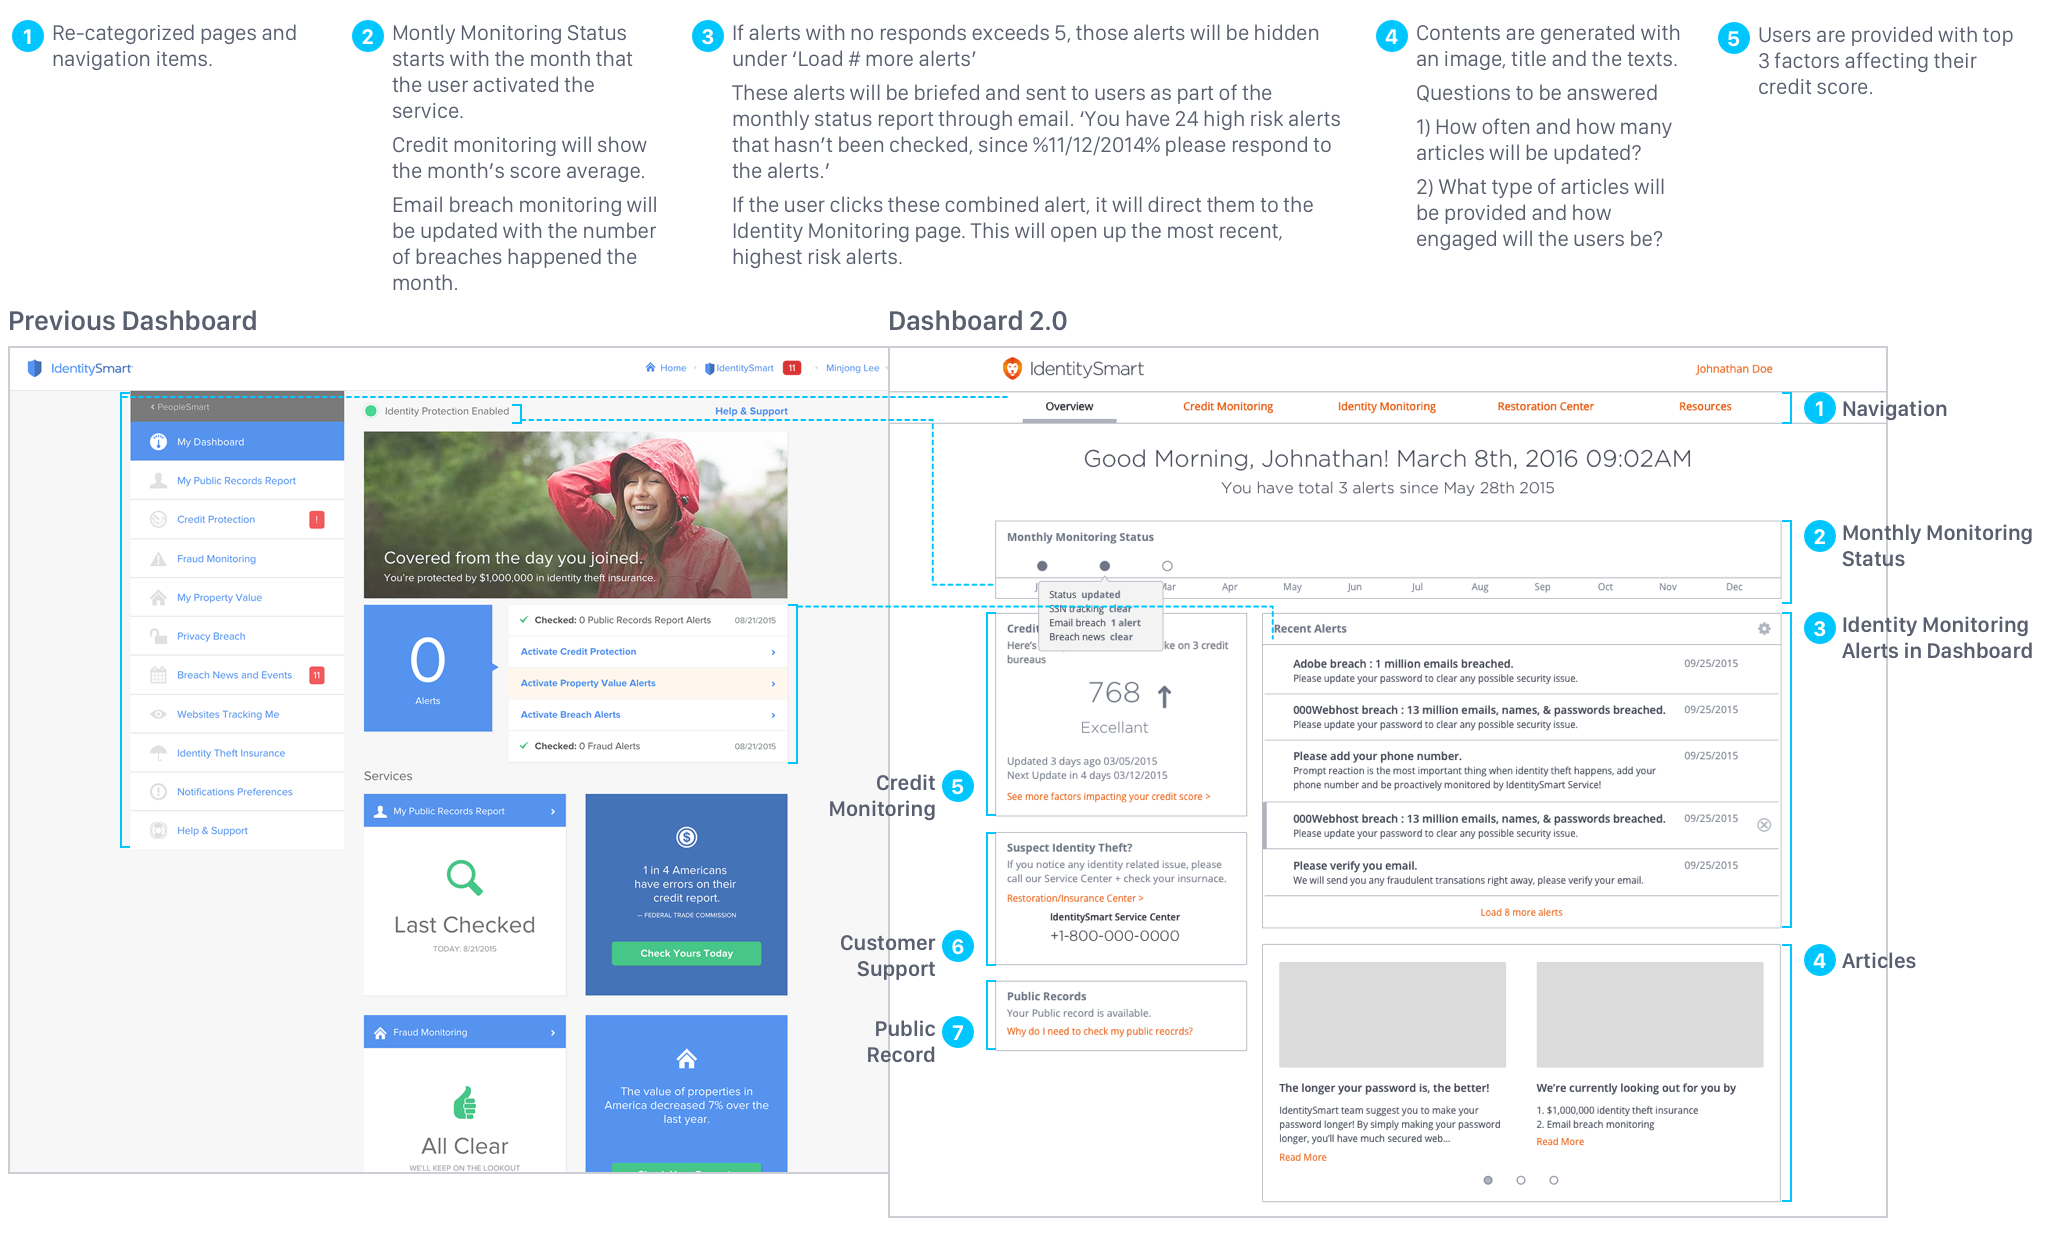 1 Re-categorized pages and
navigation items.
2 Montly Monitoring Status
starts with the month that
the user activated the
service.
Credit monitoring will show
the month's score average.
Email breach monitoring will
be updated with the number
of breaches happened the
month.
3 If alerts with no responds exceeds 5, those alerts will be hidden
under 'Load # more alerts'
These alerts will be briefed and sent to users as part of the
monthly status report through email. 'You have 24 high risk alerts
that hasn't been checked, since %11/12/2014% please respond to
the alerts.'
If the user clicks these combined alert, it will direct them to the
Identity Monitoring page. This will open up the most recent,
highest risk alerts.
4 Contents are generated with
an image, title and the texts.
Questions to be answered
1) How often and how many
articles will be updated?
2) What type of articles will
be provided and how
engaged will the users be?
5 Users are provided with top
3 factors affecting their
credit score.
Previous Dashboard
IdentitySmart
Home
IdentitySmart 11
Minjong Lee
< PeopleSmart
My Dashboard
My Public Records Report
Credit Protection !
Fraud Monitoring
My Property Value
Privacy Breach
Breach News and Events 11
Websites Tracking Me
Identity Theft Insurance
Notifications Preferences
Help & Support
Identity Protection Enabled
Help & Support
Covered from the day you joined.
You're protected by $1,000,000 in identity theft insurance.
0
Alerts
Checked: 0 Public Records Report Alerts 08/21/2015
Activate Credit Protection >
Activate Property Value Alerts >
Activate Breach Alerts >
Checked: 0 Fraud Alerts 08/21/2015
Services
My Public Records Report >
Last Checked
TODAY: 8/21/2015
1 in 4 Americans
have errors on their
credit report.
— FEDERAL TRADE COMMISSION
Check Yours Today
Fraud Monitoring >
All Clear
WE'LL KEEP ON THE LOOKOUT
The value of properties in
America decreased 7% over the
last year.
Dashboard 2.0
IdentitySmart
Johnathan Doe
Overview
Credit Monitoring
Identity Monitoring
Restoration Center
Resources
1 Navigation
Good Morning, Johnathan! March 8th, 2016 09:02AM
You have total 3 alerts since May 28th 2015
Monthly Monitoring Status
Apr May Jun Jul Aug Sep Oct Nov Dec
Status updated
SSN tracking clear
Email breach 1 alert
Breach news clear
2 Monthly Monitoring
Status
Credit
Here's
ke on 3 credit
bureaus
768
Excellant
Updated 3 days ago 03/05/2015
Next Update in 4 days 03/12/2015
See more factors impacting your credit score >
Credit 5
Monitoring
Suspect Identity Theft?
If you notice any identity related issue, please
call our Service Center + check your insurnace.
Restoration/Insurance Center >
IdentitySmart Service Center
+1-800-000-0000
Customer 6
Support
Public Records
Your Public record is available.
Why do I need to check my public reocrds?
Public 7
Record
Recent Alerts
Adobe breach : 1 million emails breached. 09/25/2015
Please update your password to clear any possible security issue.
000Webhost breach : 13 million emails, names, & passwords breached. 09/25/2015
Please update your password to clear any possible security issue.
Please add your phone number. 09/25/2015
Prompt reaction is the most important thing when identity theft happens, add your
phone number and be proactively monitored by IdentitySmart Service!
000Webhost breach : 13 million emails, names, & passwords breached. 09/25/2015
Please update your password to clear any possible security issue.
Please verify you email. 09/25/2015
We will send you any fraudulent transations right away, please verify your email.
Load 8 more alerts
3 Identity Monitoring
Alerts in Dashboard
The longer your password is, the better!
IdentitySmart team suggest you to make your
password longer! By simply making your password
longer, you'll have much secured web...
Read More
We're currently looking out for you by
1. $1,000,000 identity theft insurance
2. Email breach monitoring
Read More
4 Articles